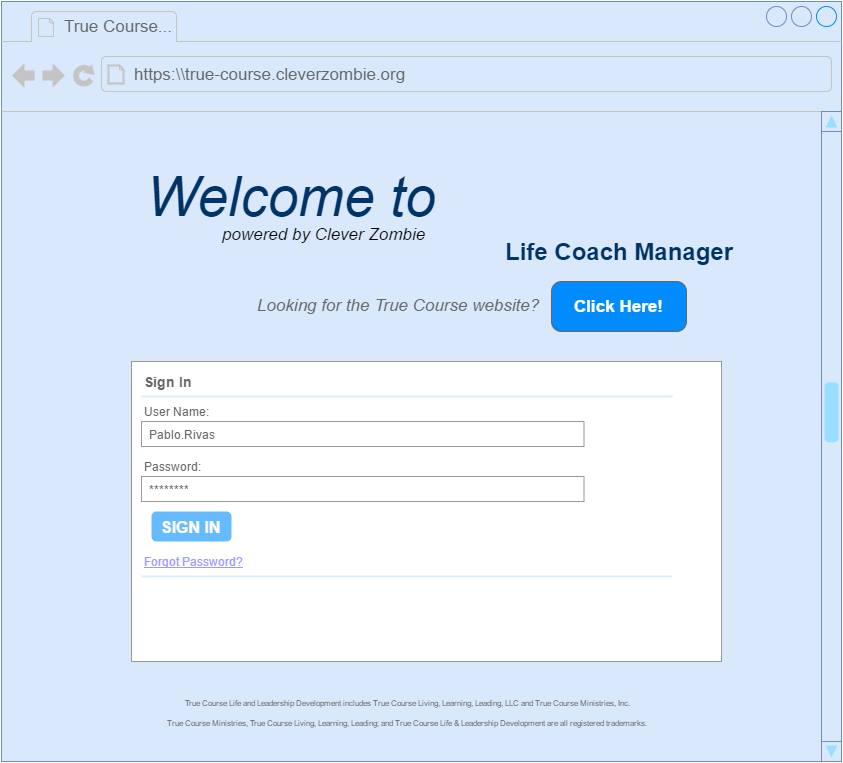 True Course...
https:\\true-course.cleverzombie.org
Welcome to
powered by Clever Zombie
Life Coach Manager
Looking for the True Course website?
Click Here!
Sign In
User Name:
Pablo.Rivas
Password:
********
SIGN IN
Forgot Password?
True Course Life and Leadership Development includes True Course Living, Learning, Leading, LLC and True Course Ministries, Inc.
True Course Ministries, True Course Living, Learning, Leading; and True Course Life & Leadership Development are all registered trademarks.